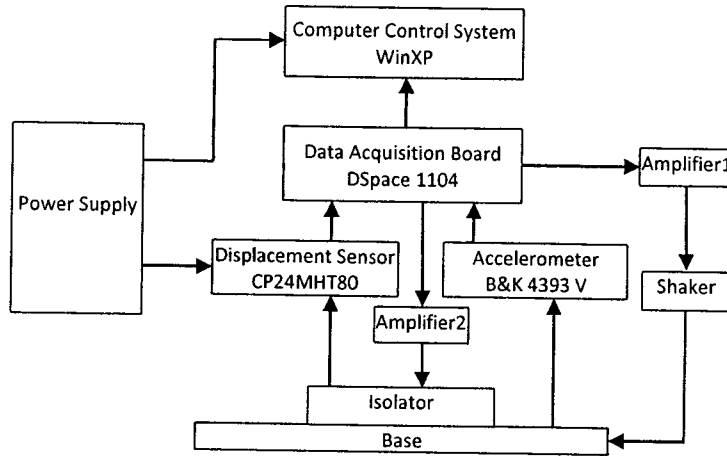 Computer Control System
WinXP
Data Acquisition Board
DSpace 1104
Amplifier1
Power Supply
Displacement Sensor
CP24MHT80
Accelerometer
B&K 4393 V
Shaker
Amplifier2
Isolator
Base